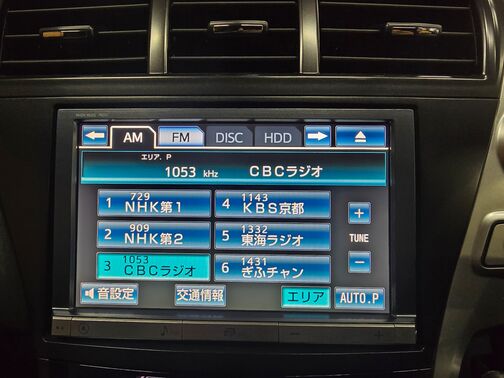 AM FM DISC HDD
エリア. P
1053 kHz CBCラジオ
1 729 NHK第1
4 1143 KBS京都
2 909 NHK第2
5 1332 東海ラジオ
3 1053 CBCラジオ
6 1431 ぎふチャン
+
TUNE
−
音設定 交通情報 エリア AUTO.P